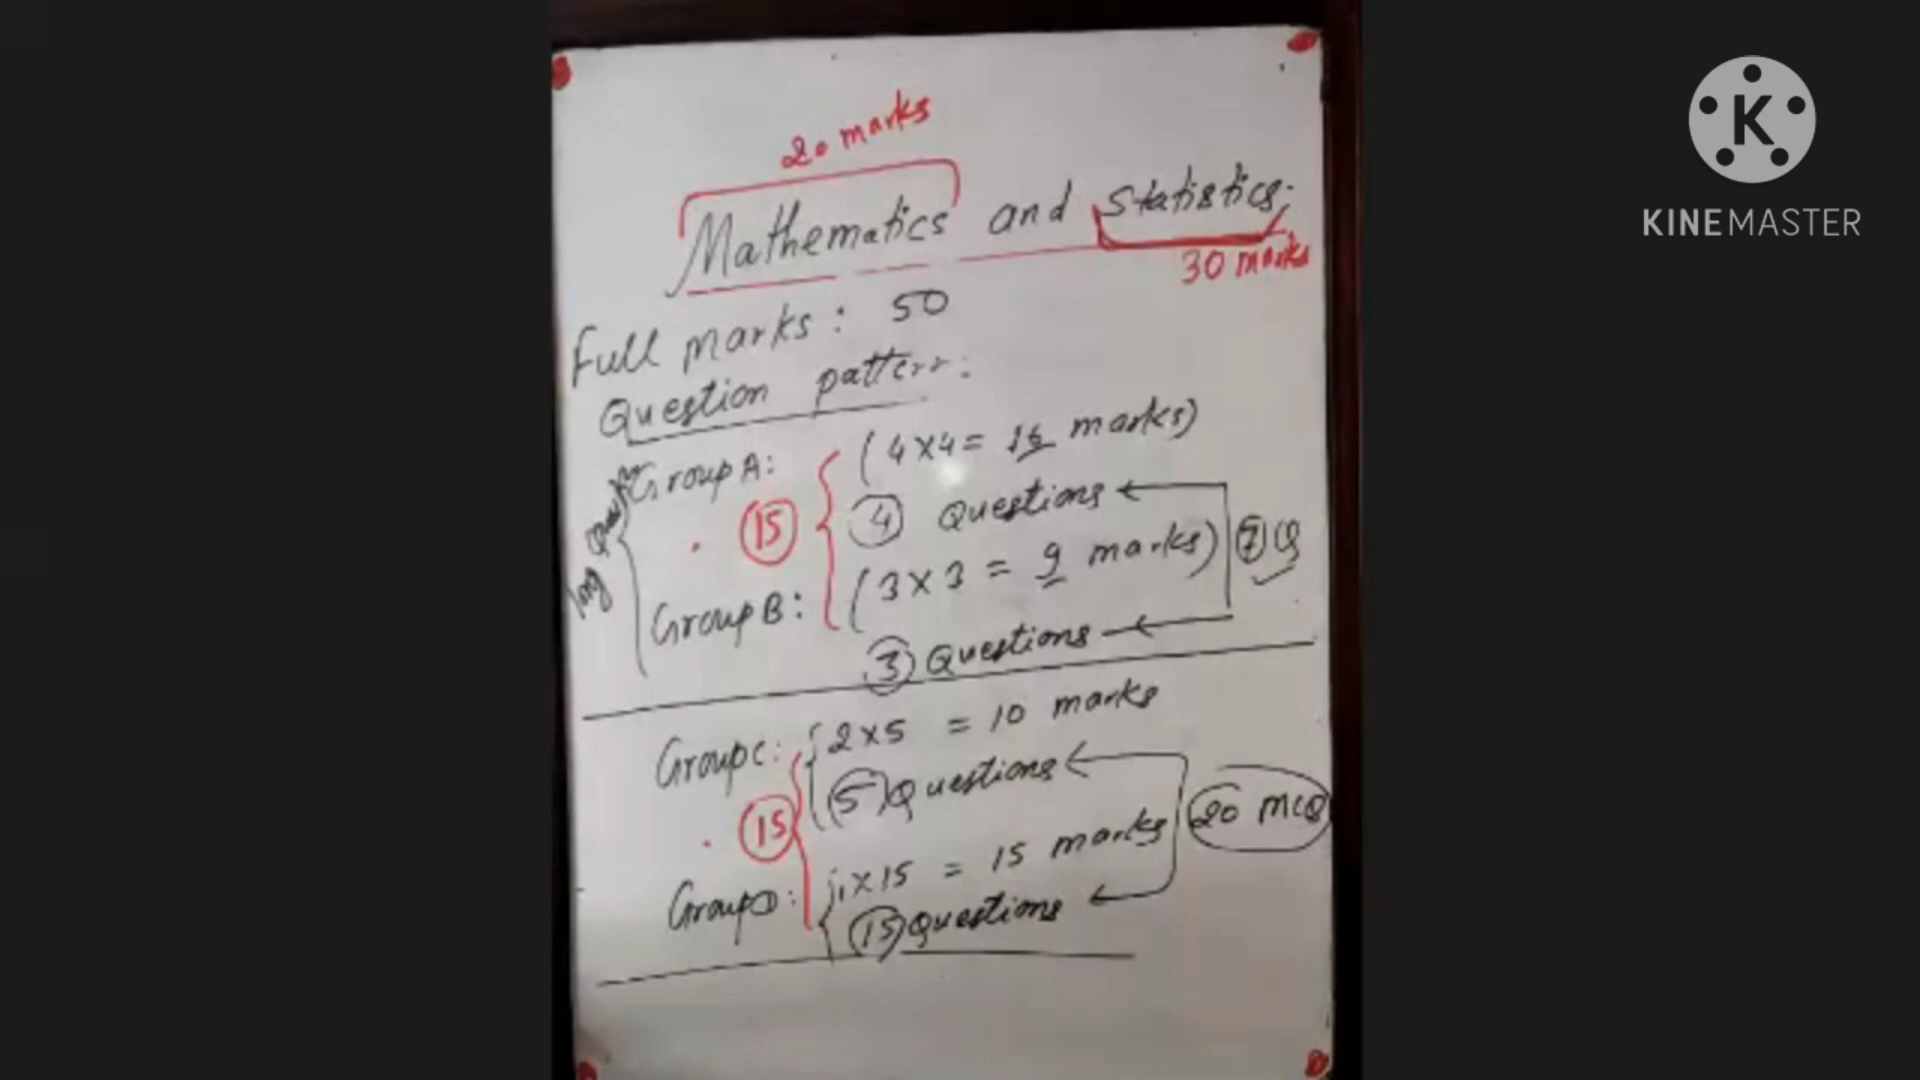 20 marks
Mathematics and Statistics.
30 marks
Full marks: 50
Question pattern:
Group A: (4×4= 16 marks)
4 Questions
15
Group B: (3×3 = 9 marks)
7 Q
3 Questions
long
Group C: 2×5 = 10 marks
5 Questions
15
20 MCQ
Group D: 1×15 = 15 marks
15 Questions
K
KINEMASTER